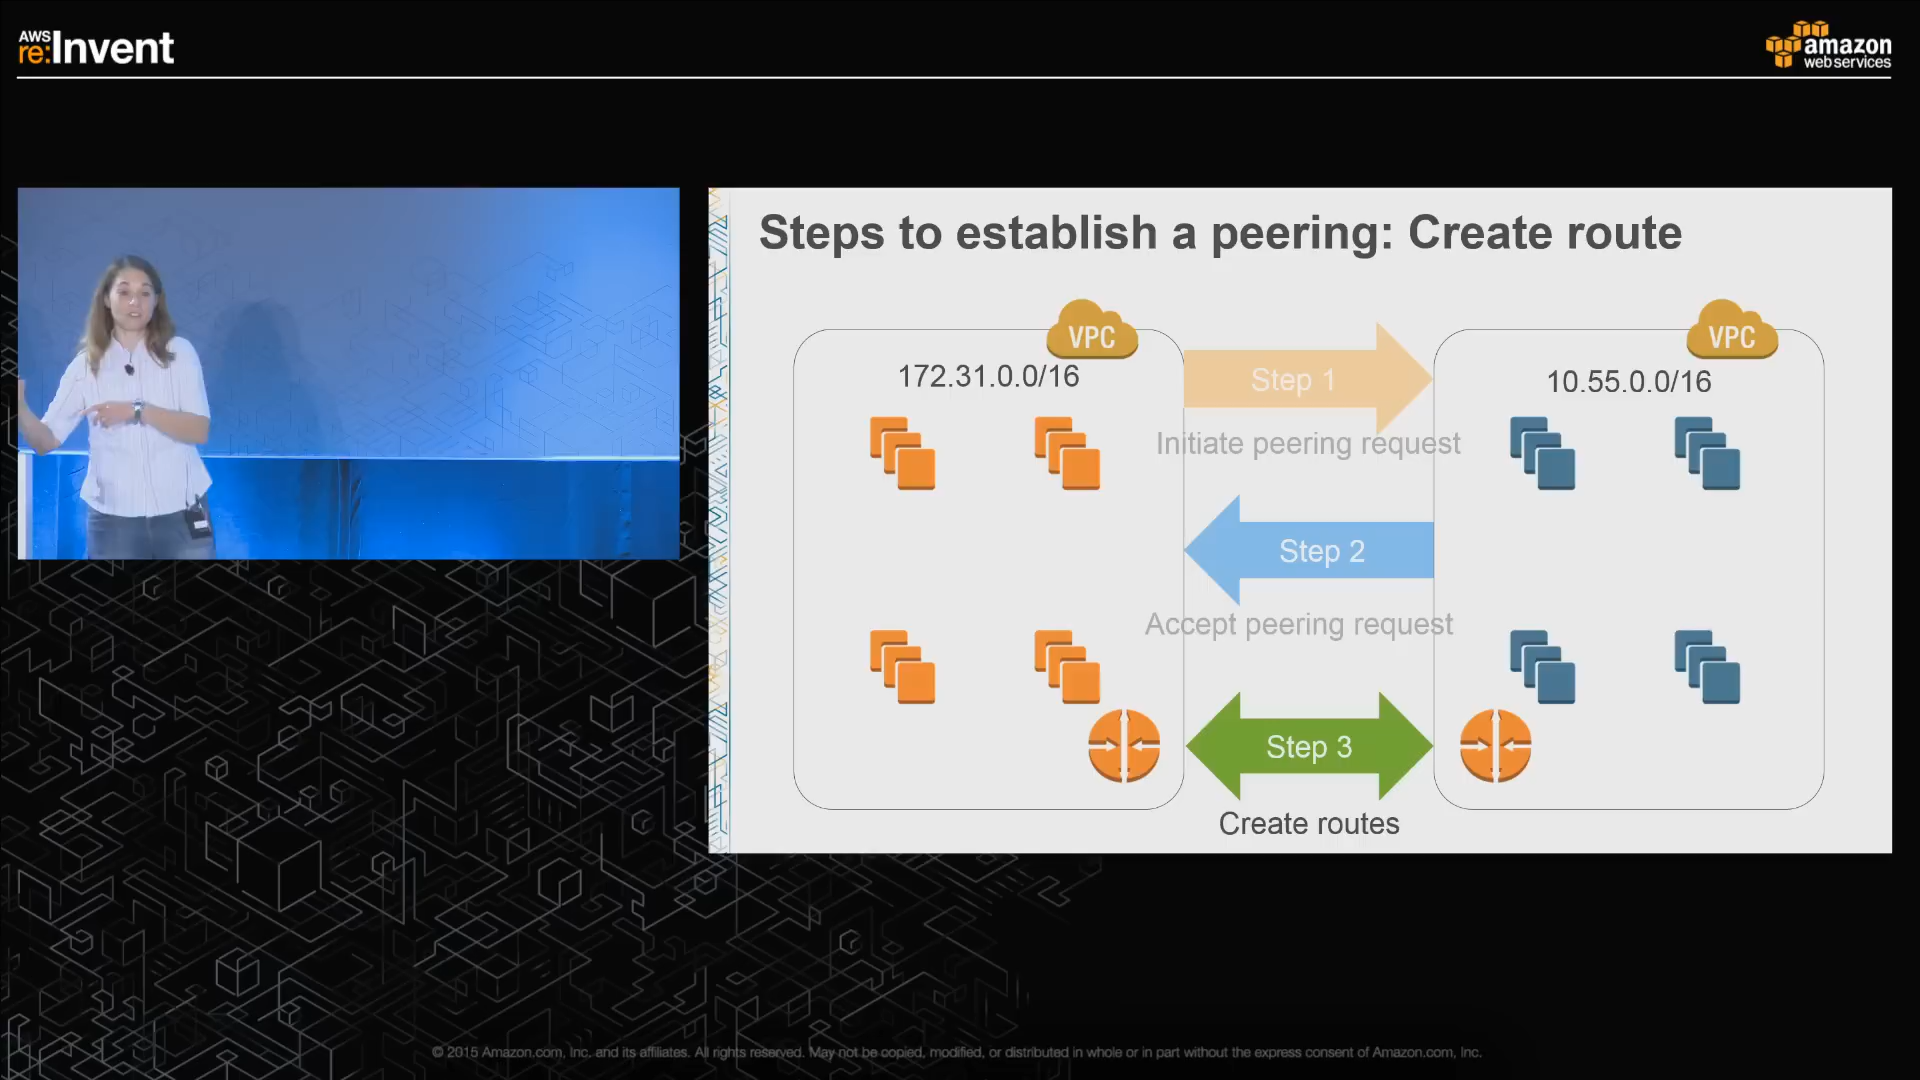 AWS
re:Invent
amazon
web services
Steps to establish a peering: Create route
VPC
VPC
172.31.0.0/16
10.55.0.0/16
Step 1
Initiate peering request
Step 2
Accept peering request
Step 3
Create routes
© 2015 Amazon.com, Inc. and its affiliates. All rights reserved. May not be copied, modified, or distributed in whole or in part without the express consent of Amazon.com, Inc.